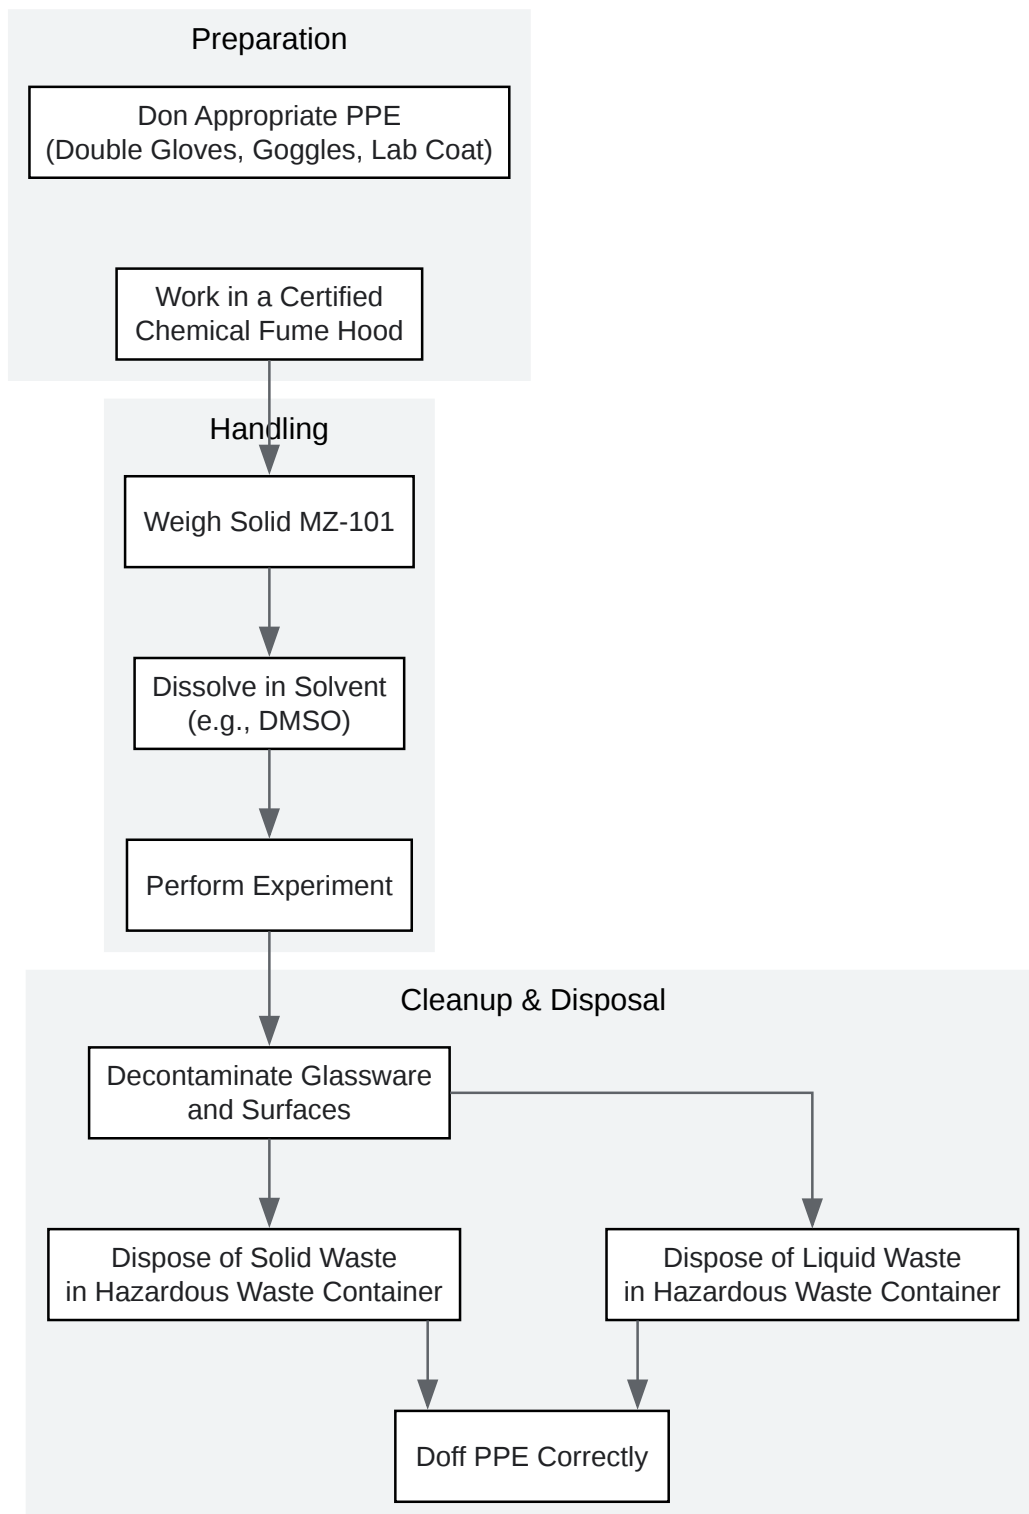 Preparation
Don Appropriate PPE
(Double Gloves, Goggles, Lab Coat)
Work in a Certified
Chemical Fume Hood
Handling
Weigh Solid MZ-101
Dissolve in Solvent
(e.g., DMSO)
Perform Experiment
Cleanup & Disposal
Decontaminate Glassware
and Surfaces
Dispose of Solid Waste
in Hazardous Waste Container
Dispose of Liquid Waste
in Hazardous Waste Container
Doff PPE Correctly